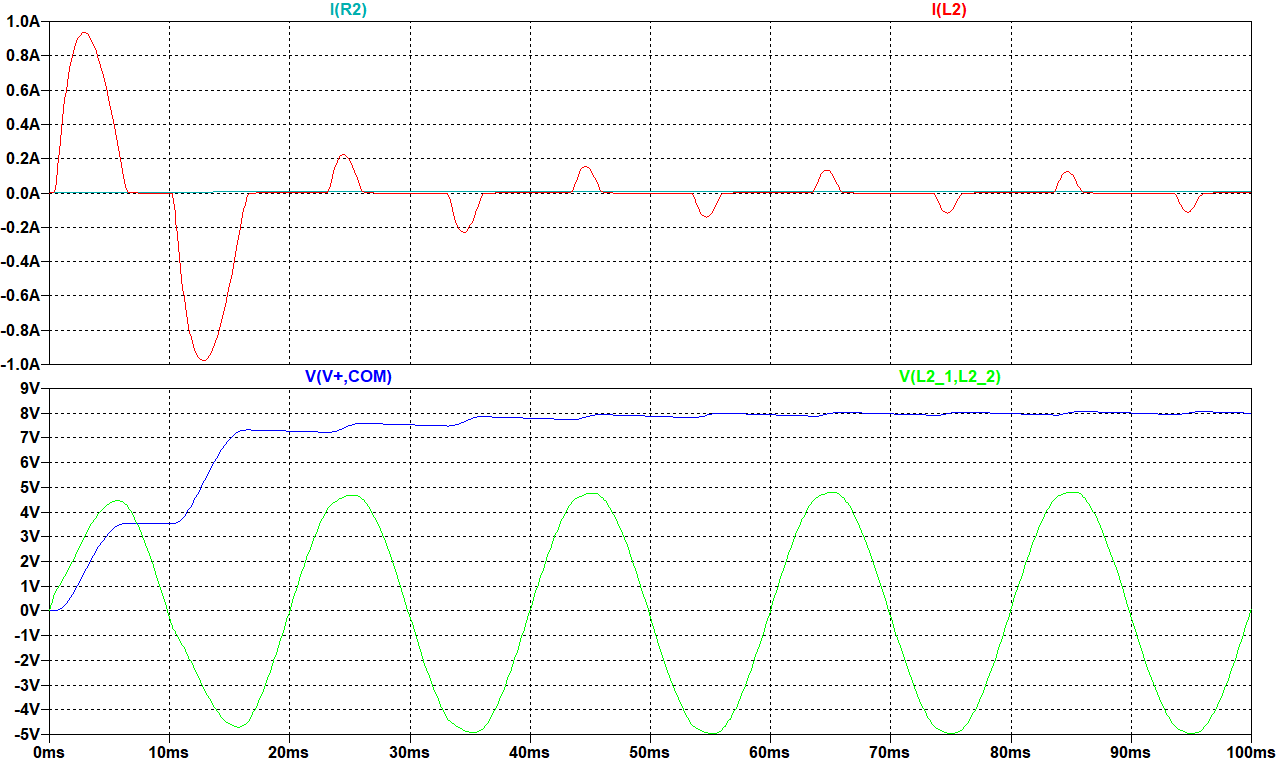 I(R2) I(L2)
1.0A
0.8A
0.6A
0.4A
0.2A
0.0A
-0.2A
-0.4A
-0.6A
-0.8A
-1.0A
V(V+,COM) V(L2_1,L2_2)
9V
8V
7V
6V
5V
4V
3V
2V
1V
0V
-1V
-2V
-3V
-4V
-5V
0ms 10ms 20ms 30ms 40ms 50ms 60ms 70ms 80ms 90ms 100ms